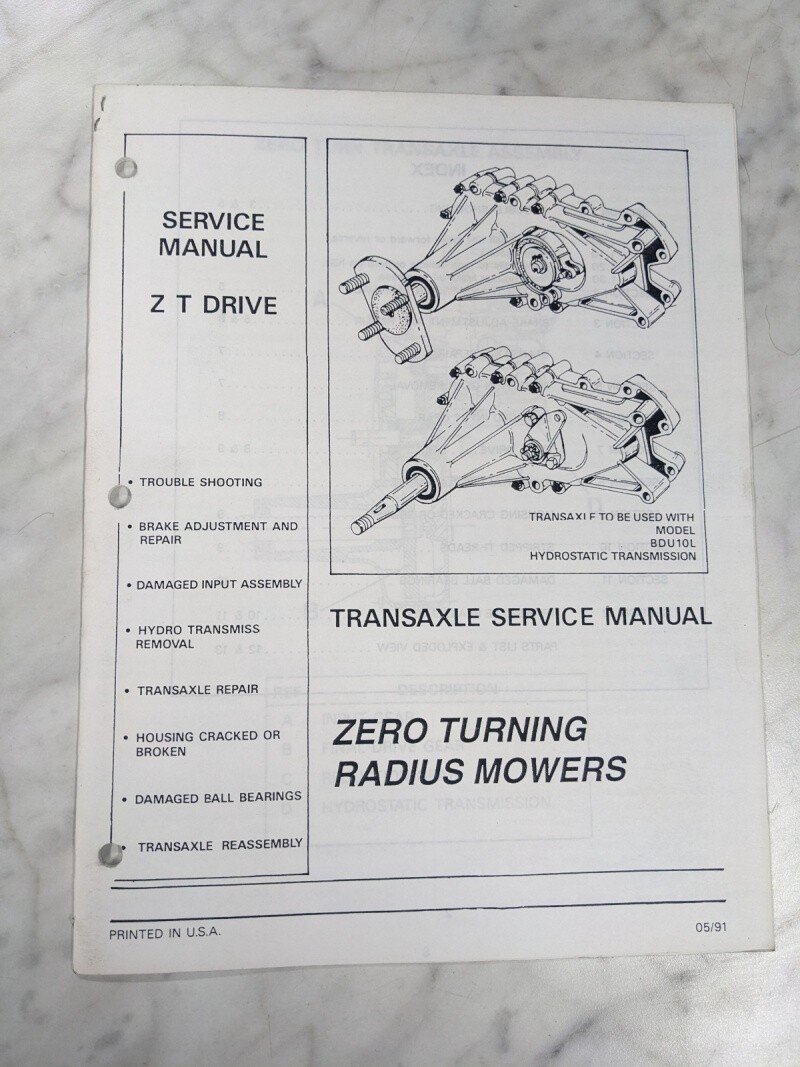 SERVICE
MANUAL
Z T DRIVE
• TROUBLE SHOOTING
• BRAKE ADJUSTMENT AND
REPAIR
• DAMAGED INPUT ASSEMBLY
• HYDRO TRANSMISS
REMOVAL
• TRANSAXLE REPAIR
• HOUSING CRACKED OR
BROKEN
• DAMAGED BALL BEARINGS
• TRANSAXLE REASSEMBLY
TRANSAXLE TO BE USED WITH
MODEL
BDU10L
HYDROSTATIC TRANSMISSION
TRANSAXLE SERVICE MANUAL
ZERO TURNING
RADIUS MOWERS
PRINTED IN U.S.A.
05/91